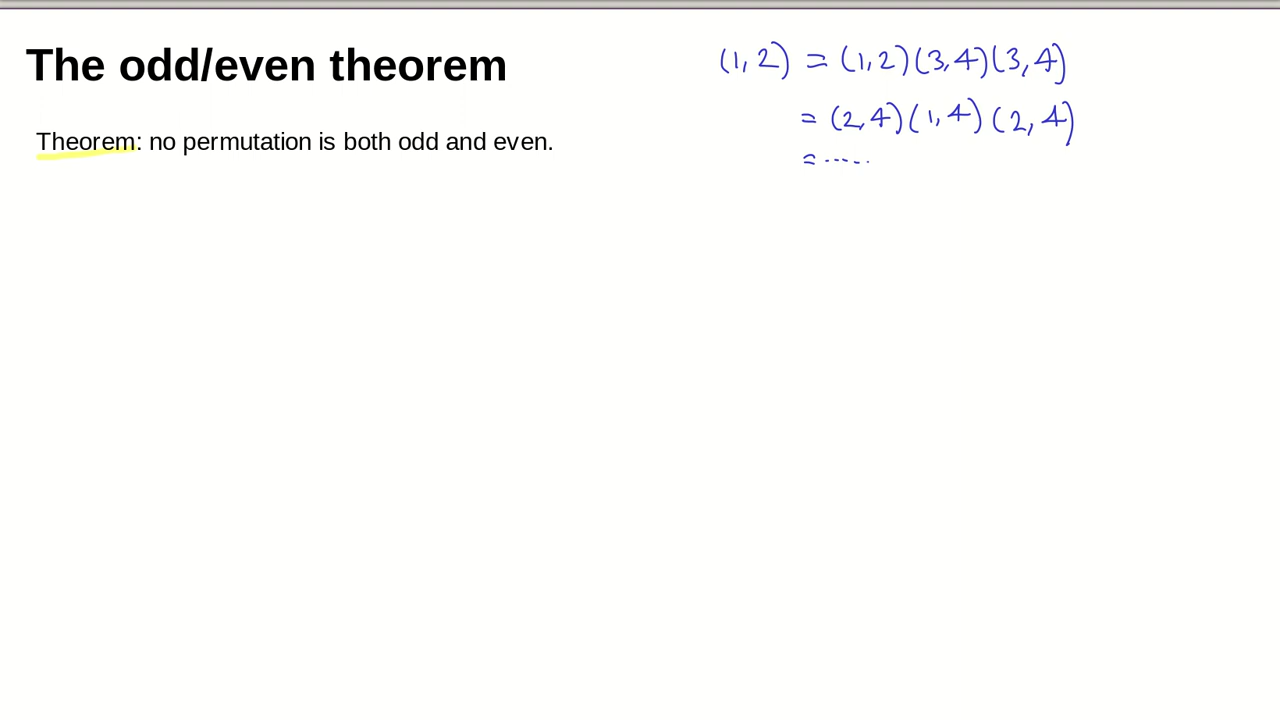 The odd/even theorem
Theorem: no permutation is both odd and even.
(1,2) = (1,2)(3,4)(3,4)
= (2,4)(1,4)(2,4)
= .....